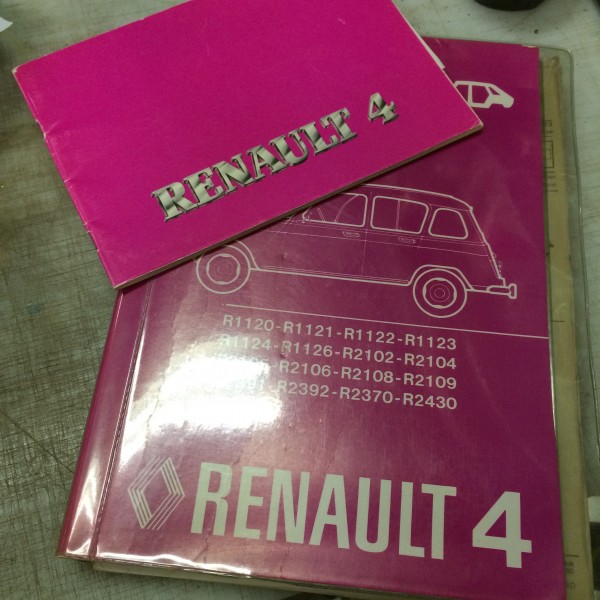 RENAULT 4
R1120-R1121-R1122-R1123
R1124-R1126-R2102-R2104
-R2106-R2108-R2109
-R2392-R2370-R2430
RENAULT 4